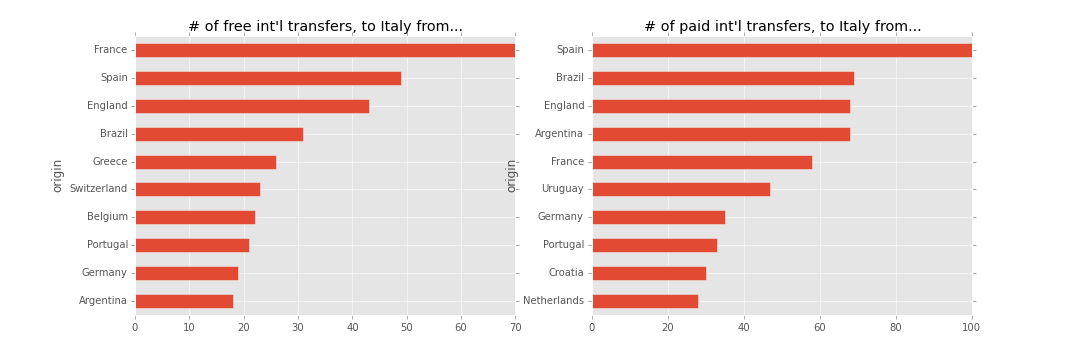 # of free int'l transfers, to Italy from...
origin
France
Spain
England
Brazil
Greece
Switzerland
Belgium
Portugal
Germany
Argentina
0 10 20 30 40 50 60 70
# of paid int'l transfers, to Italy from...
origin
Spain
Brazil
England
Argentina
France
Uruguay
Germany
Portugal
Croatia
Netherlands
0 20 40 60 80 100